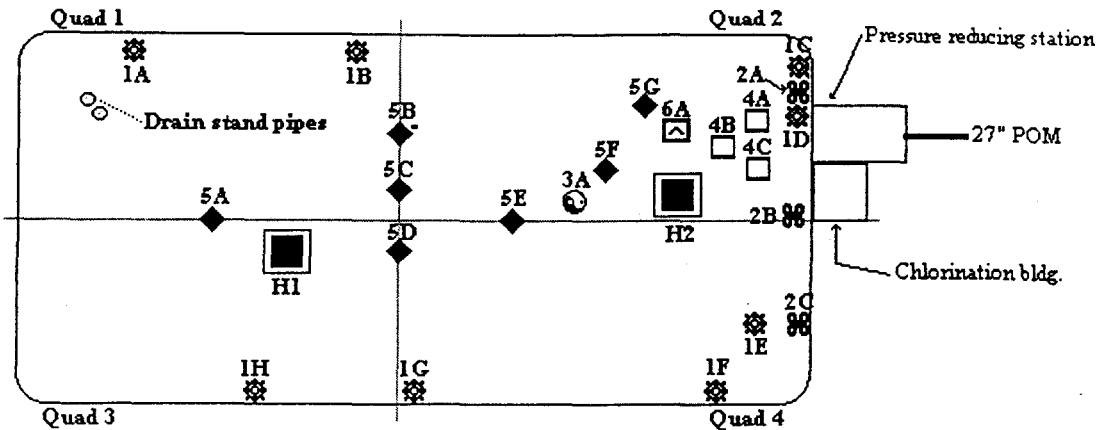 Quad 1
Quad 2
1C
Pressure reducing station
1A
1B
2A
5G
6A
4A
Drain stand pipes
5B
4B
1D
27" POM
5F
4C
5C
3A
5A
5E
2B
5D
H2
H1
Chlorination bldg.
2C
1E
1H
1G
1F
Quad 3
Quad 4